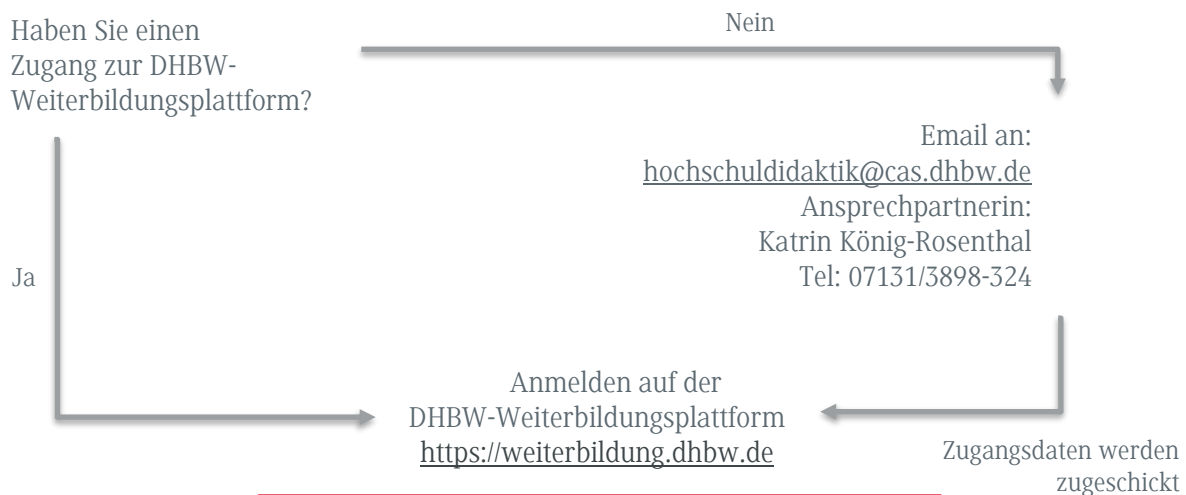 Haben Sie einen
Zugang zur DHBW-
Weiterbildungsplattform?
Nein
Email an:
hochschuldidaktik@cas.dhbw.de
Ansprechpartnerin:
Katrin König-Rosenthal
Tel: 07131/3898-324
Ja
Anmelden auf der
DHBW-Weiterbildungsplattform
https://weiterbildung.dhbw.de
Zugangsdaten werden
zugeschickt